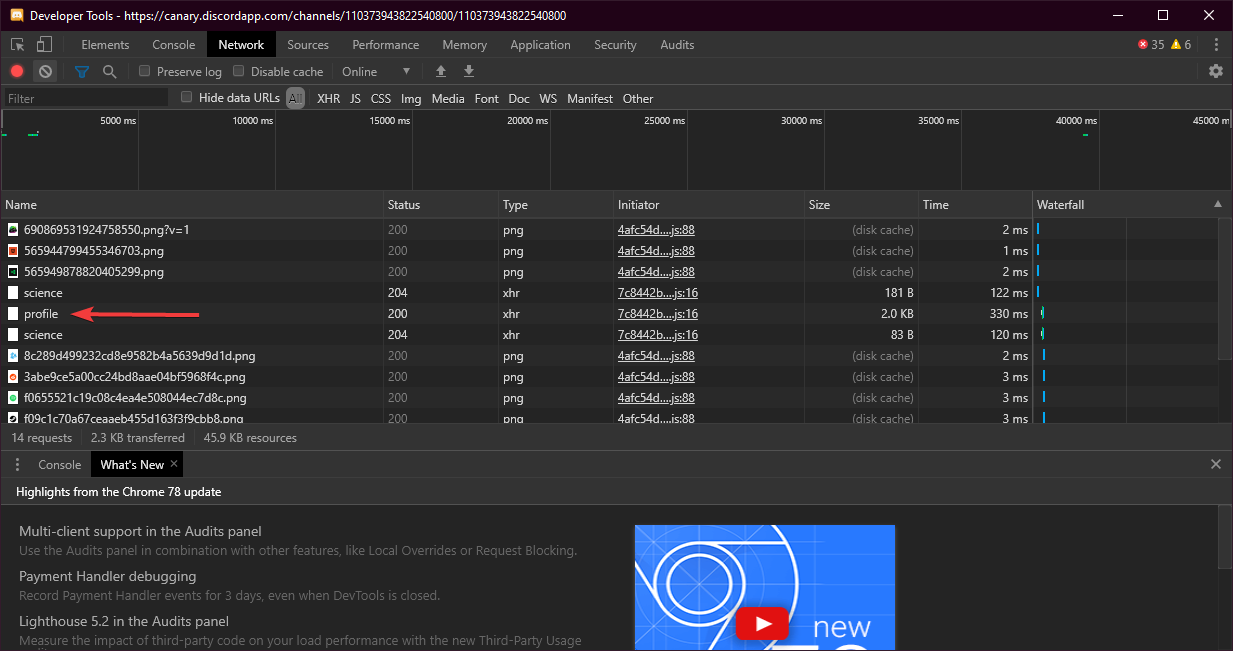 Developer Tools - https://canary.discordapp.com/channels/110373943822540800/110373943822540800
Elements Console Network Sources Performance Memory Application Security Audits 35 6
Preserve log Disable cache Online
Filter Hide data URLs All XHR JS CSS Img Media Font Doc WS Manifest Other
5000 ms 10000 ms 15000 ms 20000 ms 25000 ms 30000 ms 35000 ms 40000 ms 45000 m
Name Status Type Initiator Size Time Waterfall
690869531924758550.png?v=1 200 png 4afc54d....js:88 (disk cache) 2 ms
565944799455346703.png 200 png 4afc54d....js:88 (disk cache) 1 ms
565949878820405299.png 200 png 4afc54d....js:88 (disk cache) 2 ms
science 204 xhr 7c8442b....js:16 181 B 122 ms
profile 200 xhr 7c8442b....js:16 2.0 KB 330 ms
science 204 xhr 7c8442b....js:16 83 B 120 ms
8c289d499232cd8e9582b4a5639d9d1d.png 200 png 4afc54d....js:88 (disk cache) 2 ms
3abe9ce5a00cc24bd8aae04bf5968f4c.png 200 png 4afc54d....js:88 (disk cache) 3 ms
f0655521c19c08c4ea4e508044ec7d8c.png 200 png 4afc54d....js:88 (disk cache) 3 ms
f09c1c70a67ceaaeb455d163f3f9cbb8.png 200 png 4afc54d....js:88 (disk cache) 3 ms
14 requests 2.3 KB transferred 45.9 KB resources
Console What's New
Highlights from the Chrome 78 update
Multi-client support in the Audits panel
Use the Audits panel in combination with other features, like Local Overrides or Request Blocking.
Payment Handler debugging
Record Payment Handler events for 3 days, even when DevTools is closed.
Lighthouse 5.2 in the Audits panel
Measure the impact of third-party code on your load performance with the new Third-Party Usage
new